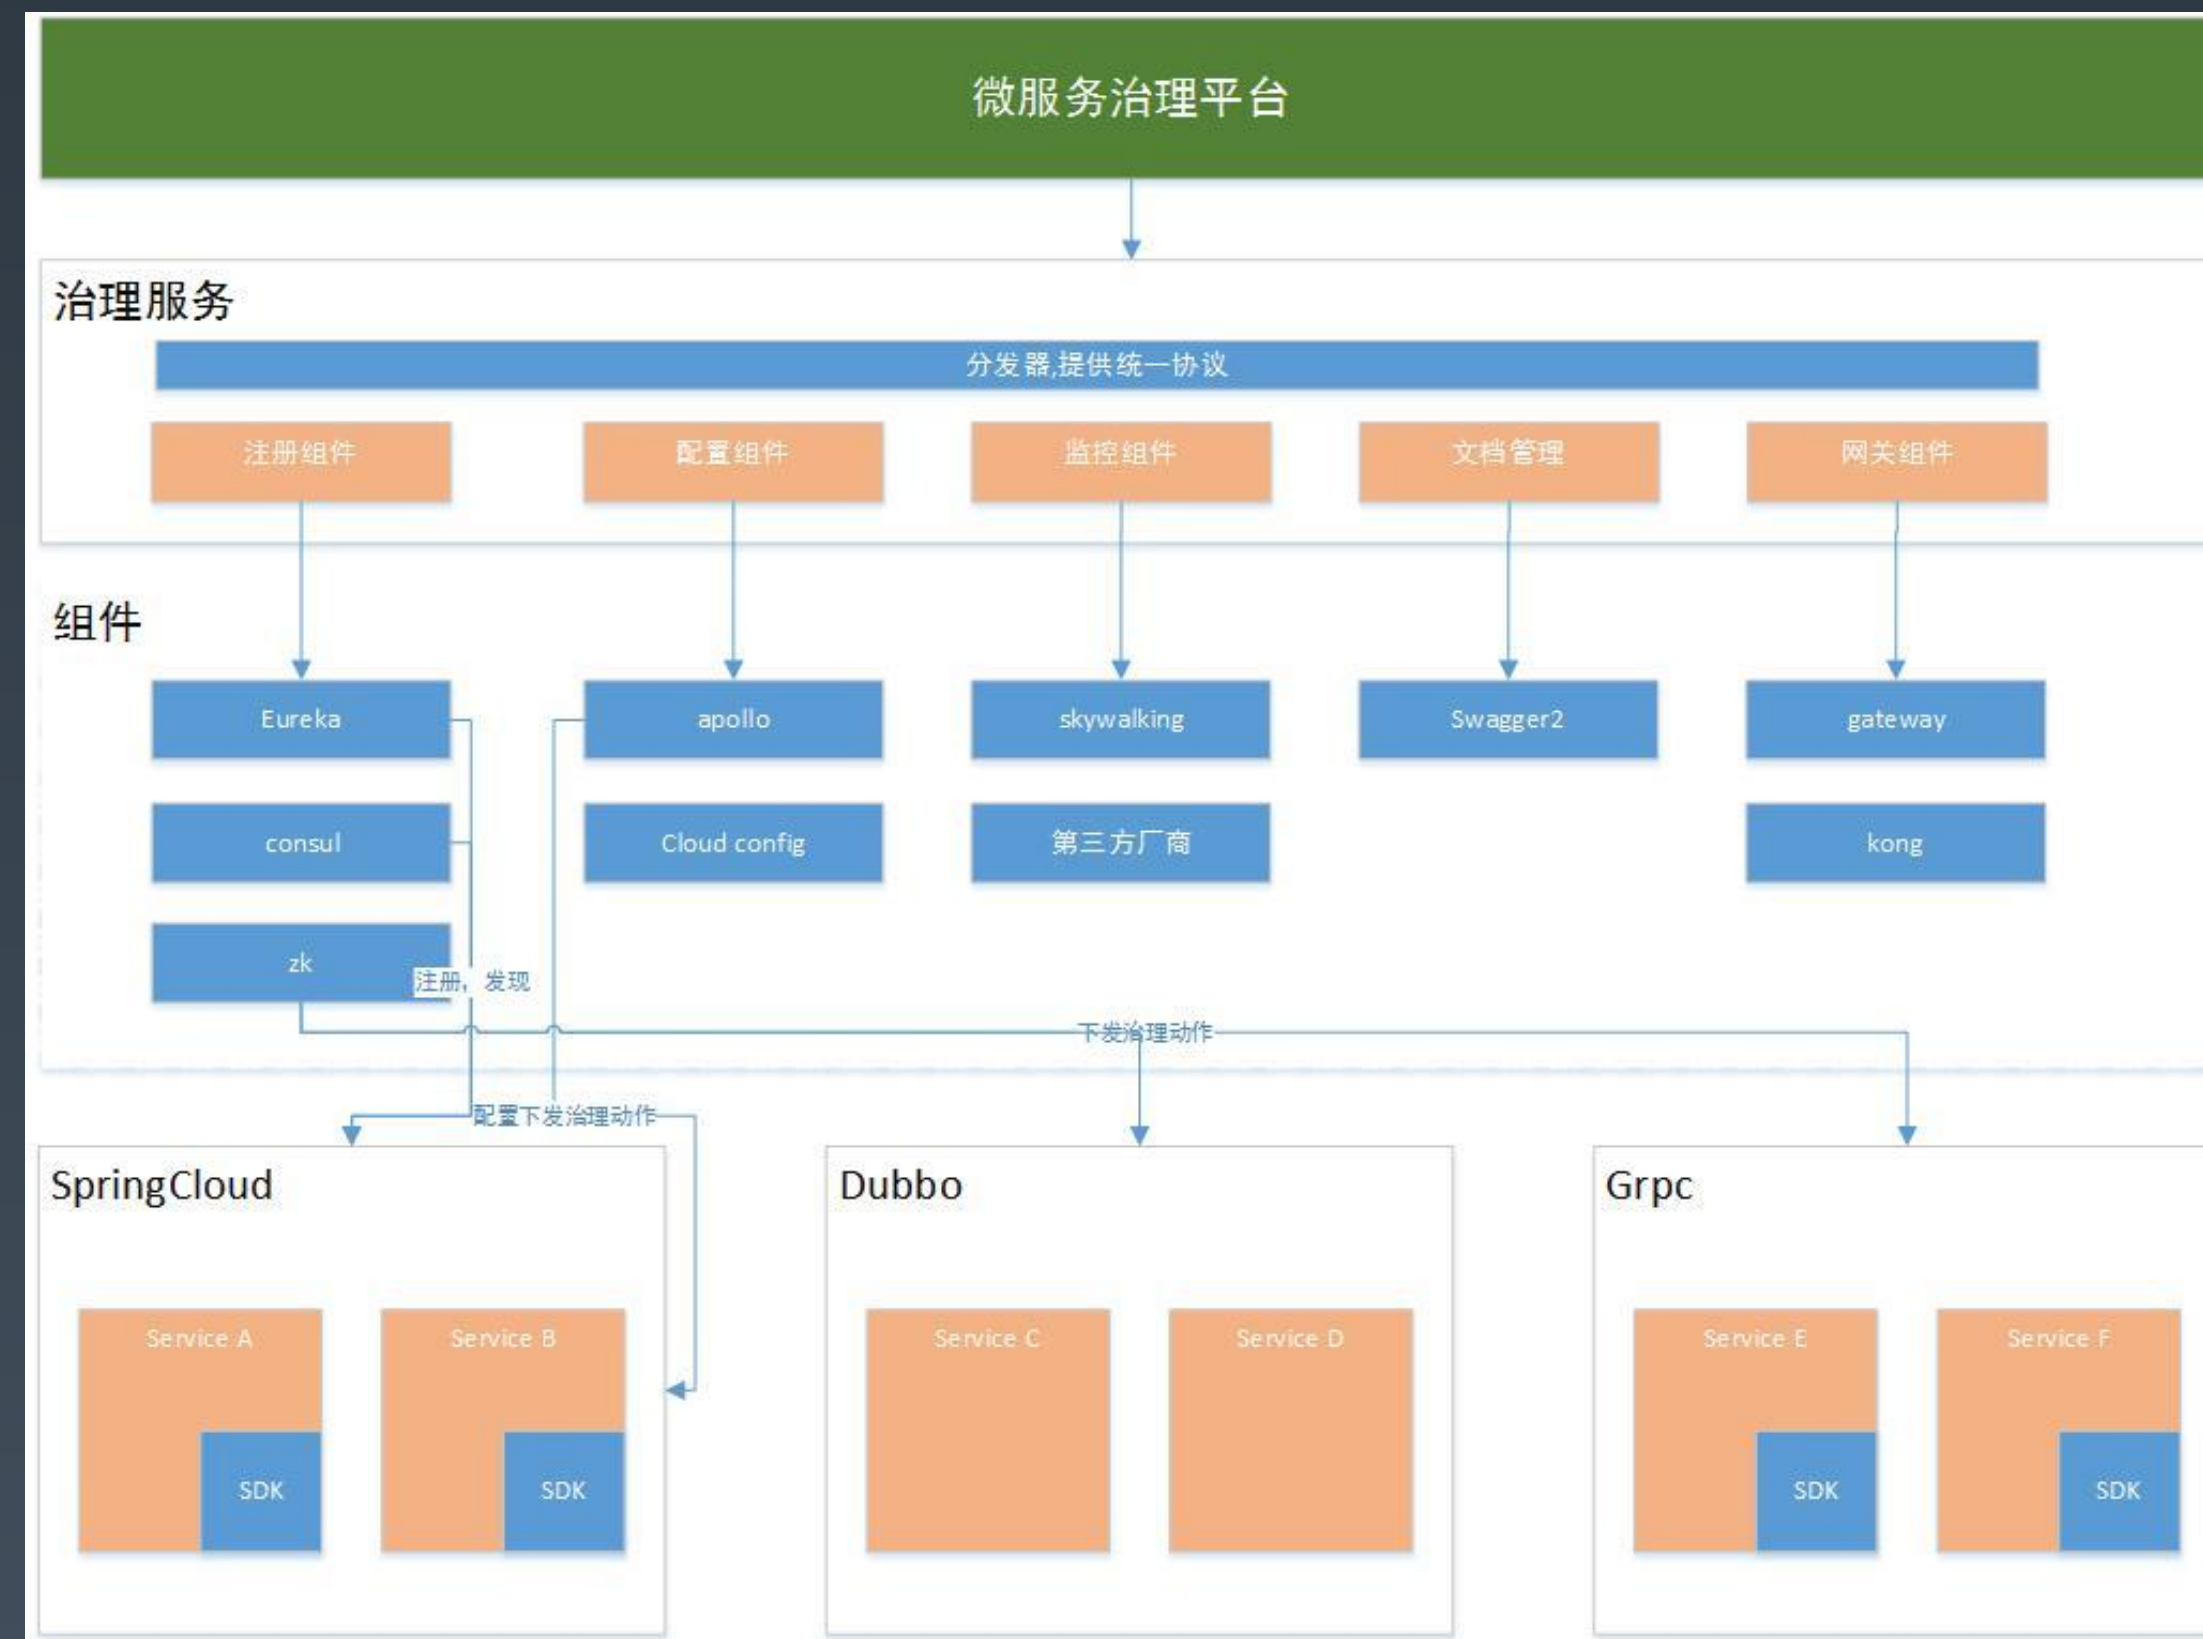 微服务治理平台
治理服务
分发器,提供统一协议
注册组件
配置组件
监控组件
文档管理
网关组件
组件
Eureka
apollo
skywalking
Swagger2
gateway
consul
Cloud config
第三方厂商
kong
zk
注册，发现
下发治理动作
配置下发治理动作
SpringCloud
Dubbo
Grpc
Service A
Service B
Service C
Service D
Service E
Service F
SDK
SDK
SDK
SDK